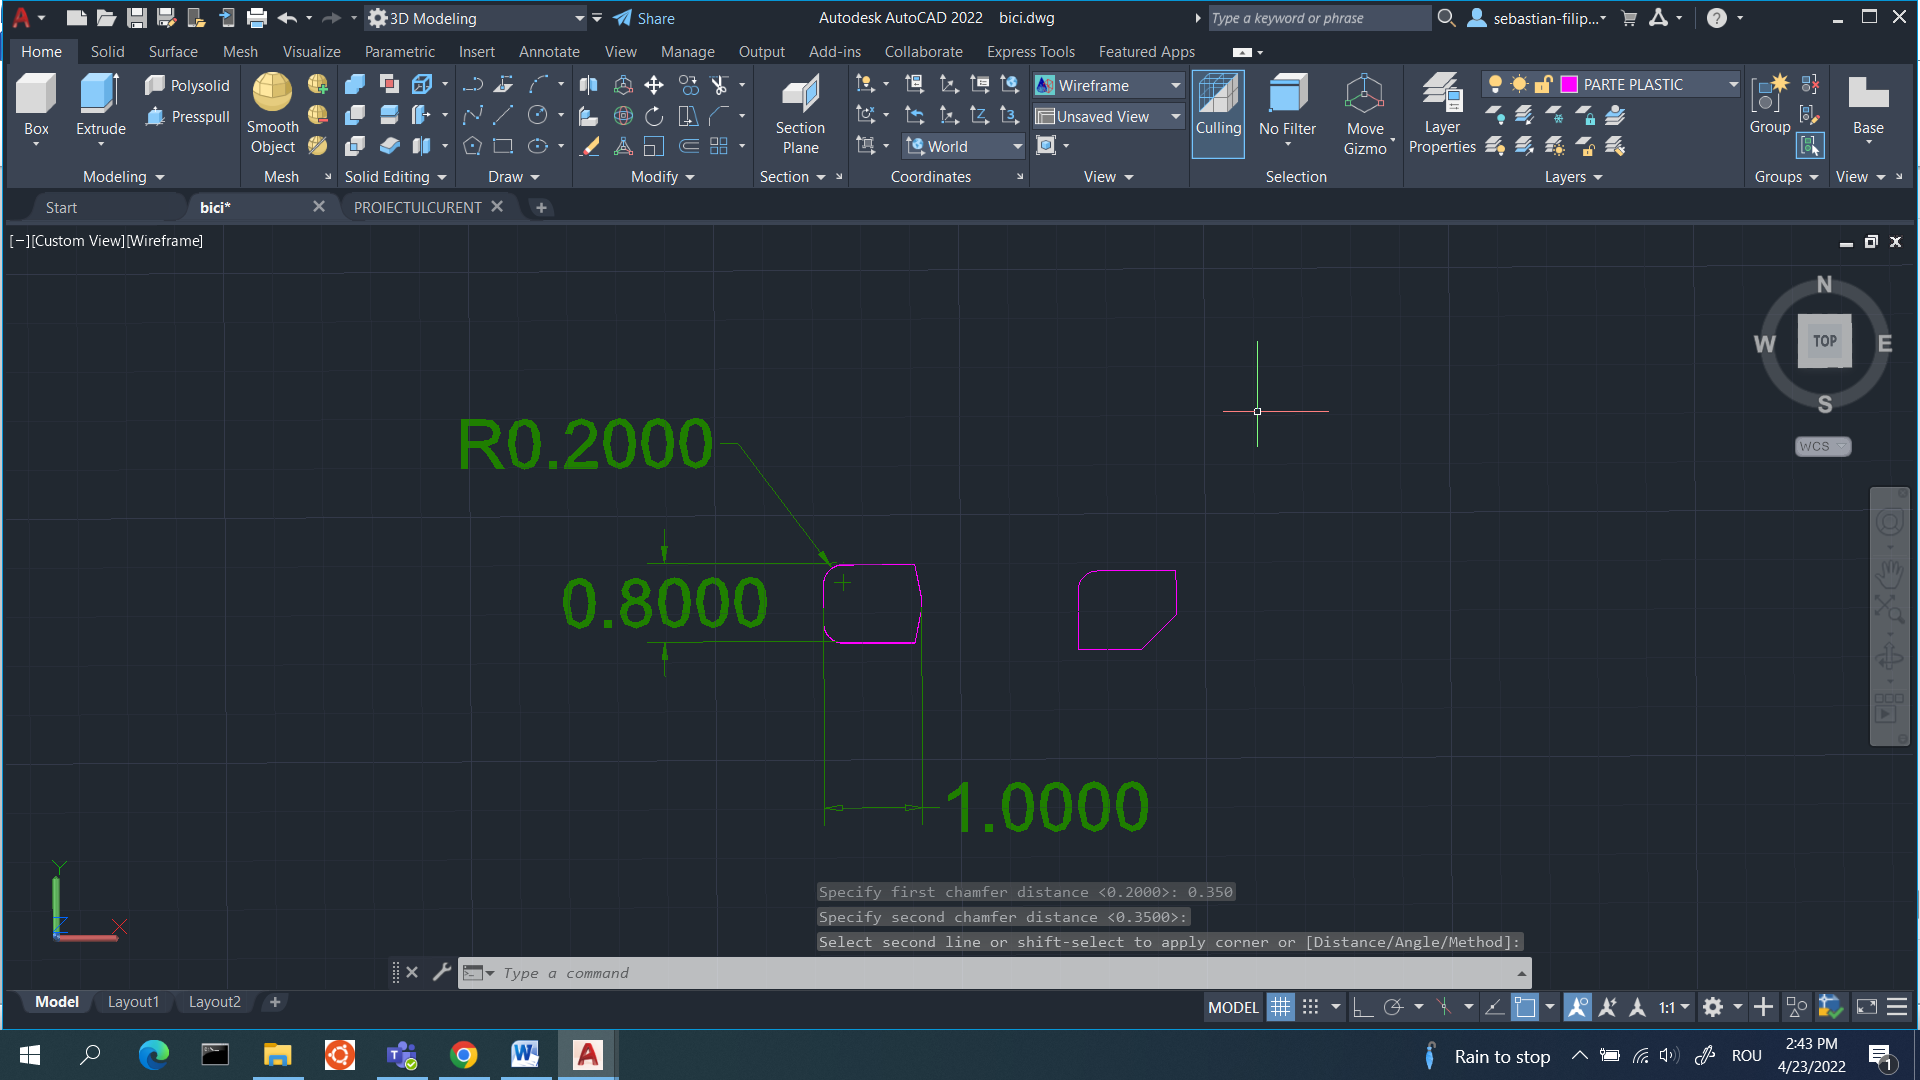 3D Modeling
Share
Autodesk AutoCAD 2022 bici.dwg
Type a keyword or phrase
sebastian-filip...
Home Solid Surface Mesh Visualize Parametric Insert Annotate View Manage Output Add-ins Collaborate Express Tools Featured Apps
Box
Extrude
Polysolid
Presspull
Modeling
Smooth
Object
Mesh
Solid Editing
Draw
Modify
Section
Plane
Section
World
Coordinates
Wireframe
Unsaved View
View
Culling
No Filter
Move
Gizmo
Selection
Layer
Properties
PARTE PLASTIC
Layers
Group
Groups
Base
View
Start
bici*
PROIECTULCURENT
[−][Custom View][Wireframe]
N
W
TOP
E
S
WCS
R0.2000
0.8000
1.0000
Y
Z
X
Specify first chamfer distance <0.2000>: 0.350
Specify second chamfer distance <0.3500>:
Select second line or shift-select to apply corner or [Distance/Angle/Method]:
Type a command
Model Layout1 Layout2
MODEL
1:1
Rain to stop
ROU
2:43 PM
4/23/2022
1